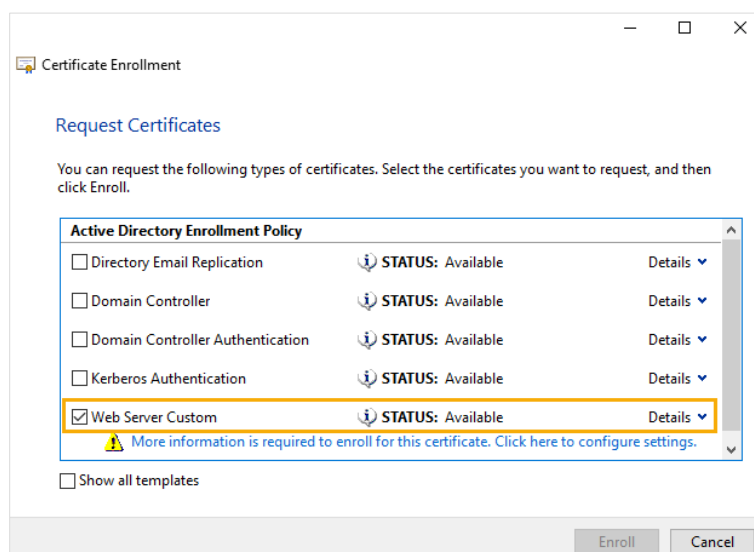 Certificate Enrollment
Request Certificates
You can request the following types of certificates. Select the certificates you want to request, and then
click Enroll.
Active Directory Enrollment Policy
Directory Email Replication STATUS: Available Details
Domain Controller STATUS: Available Details
Domain Controller Authentication STATUS: Available Details
Kerberos Authentication STATUS: Available Details
Web Server Custom STATUS: Available Details
More information is required to enroll for this certificate. Click here to configure settings.
Show all templates
Enroll Cancel